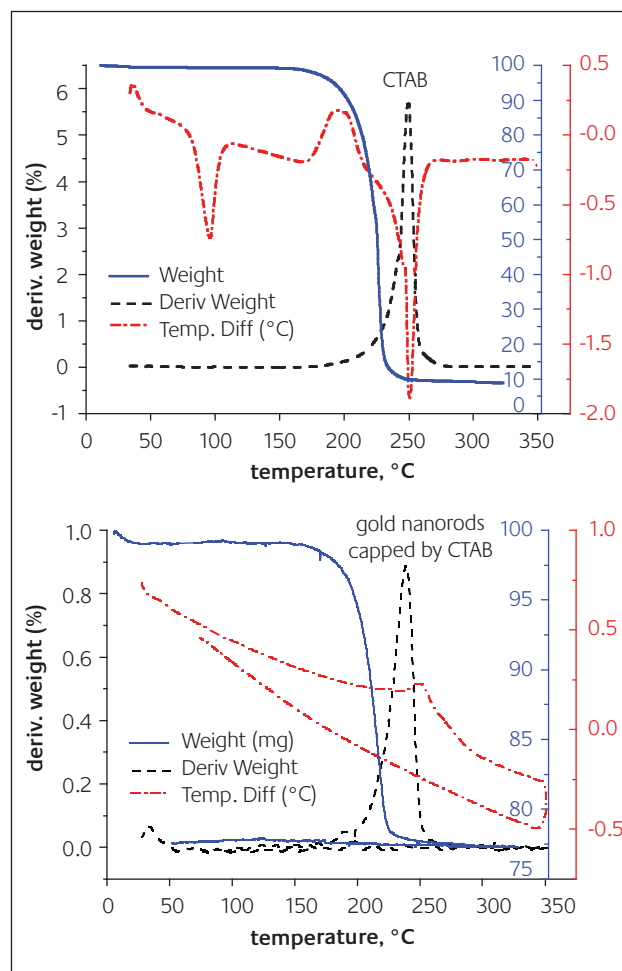 CTAB
deriv. weight (%)
6
5
4
3
2
1
0
-1
100
90
80
70
60
50
40
30
20
10
0
0.5
-0.0
-0.5
-1.0
-1.5
-2.0
Weight
Deriv Weight
Temp. Diff (°C)
0 50 100 150 200 250 300 350
temperature, °C
gold nanorods
capped by CTAB
deriv. weight (%)
1.0
0.8
0.6
0.4
0.2
0.0
100
95
90
85
80
75
1.0
0.5
0.0
-0.5
Weight (mg)
Deriv Weight
Temp. Diff (°C)
0 50 100 150 200 250 300 350
temperature, °C